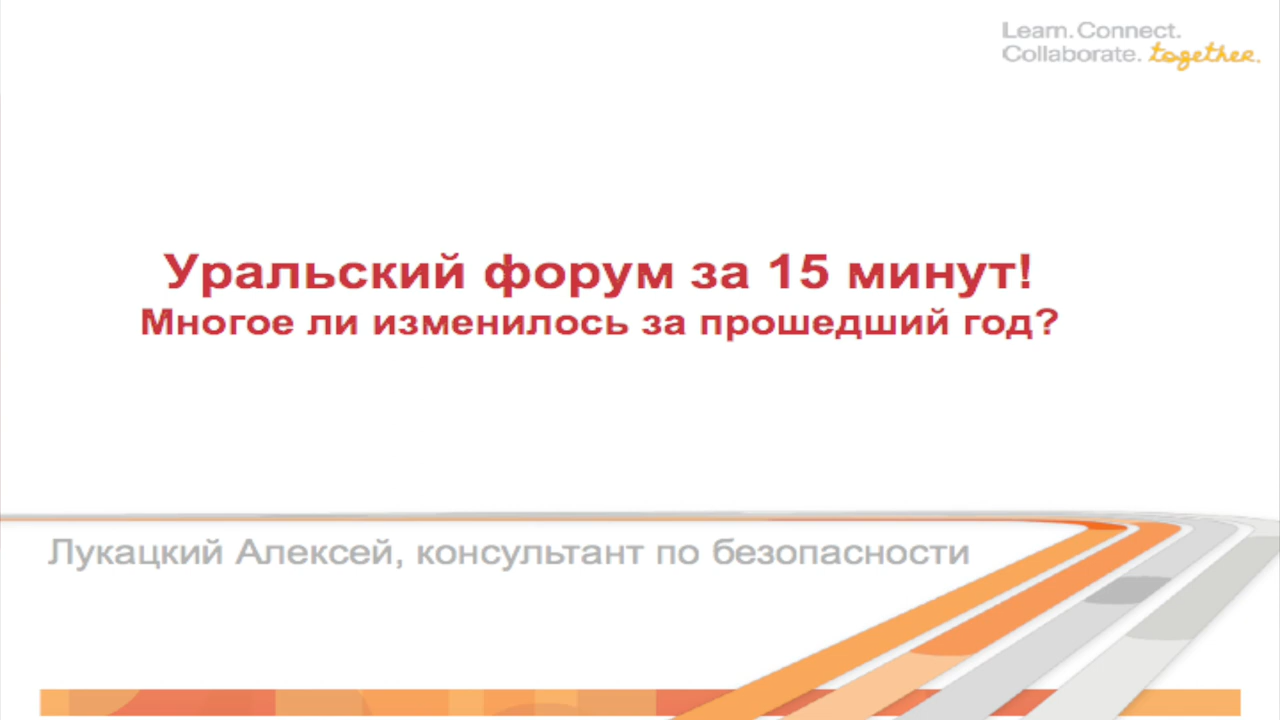 Learn. Connect.
Collaborate. together.
Уральский форум за 15 минут!
Многое ли изменилось за прошедший год?
Лукацкий Алексей, консультант по безопасности